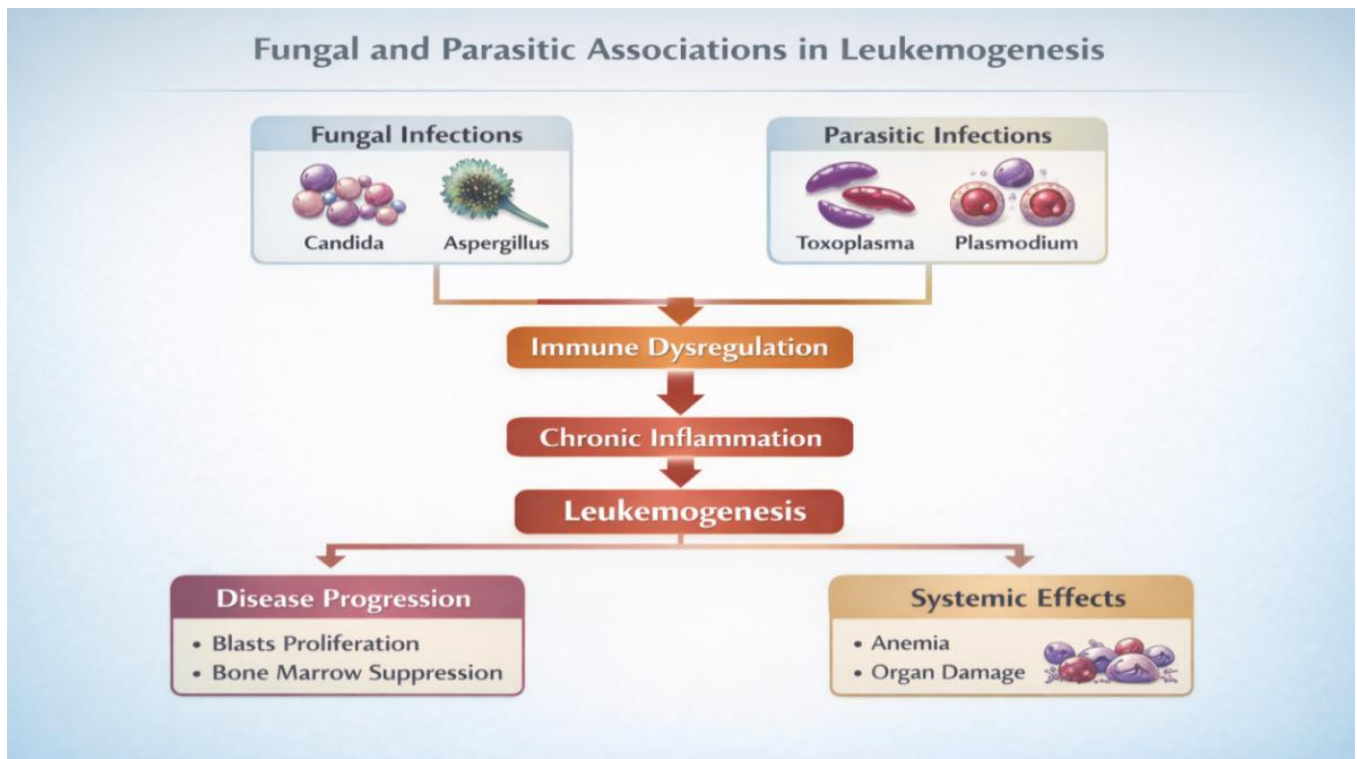 Fungal and Parasitic Associations in Leukemogenesis
Fungal Infections
Candida
Aspergillus
Parasitic Infections
Toxoplasma
Plasmodium
Immune Dysregulation
Chronic Inflammation
Leukemogenesis
Disease Progression
• Blasts Proliferation
• Bone Marrow Suppression
Systemic Effects
• Anemia
• Organ Damage